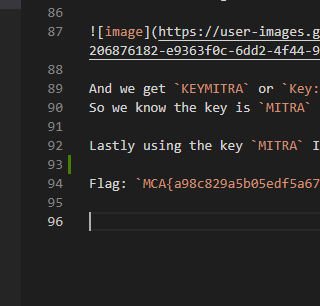 86
87 ![image](https://user-images.g
206876182-e9363f0c-6dd2-4f44-9
88
89 And we get `KEYMITRA` or `Key:
90 So we know the key is `MITRA`
91
92 Lastly using the key `MITRA` I
93
94 Flag: `MCA{a98c829a5b05edf5a67
95
96